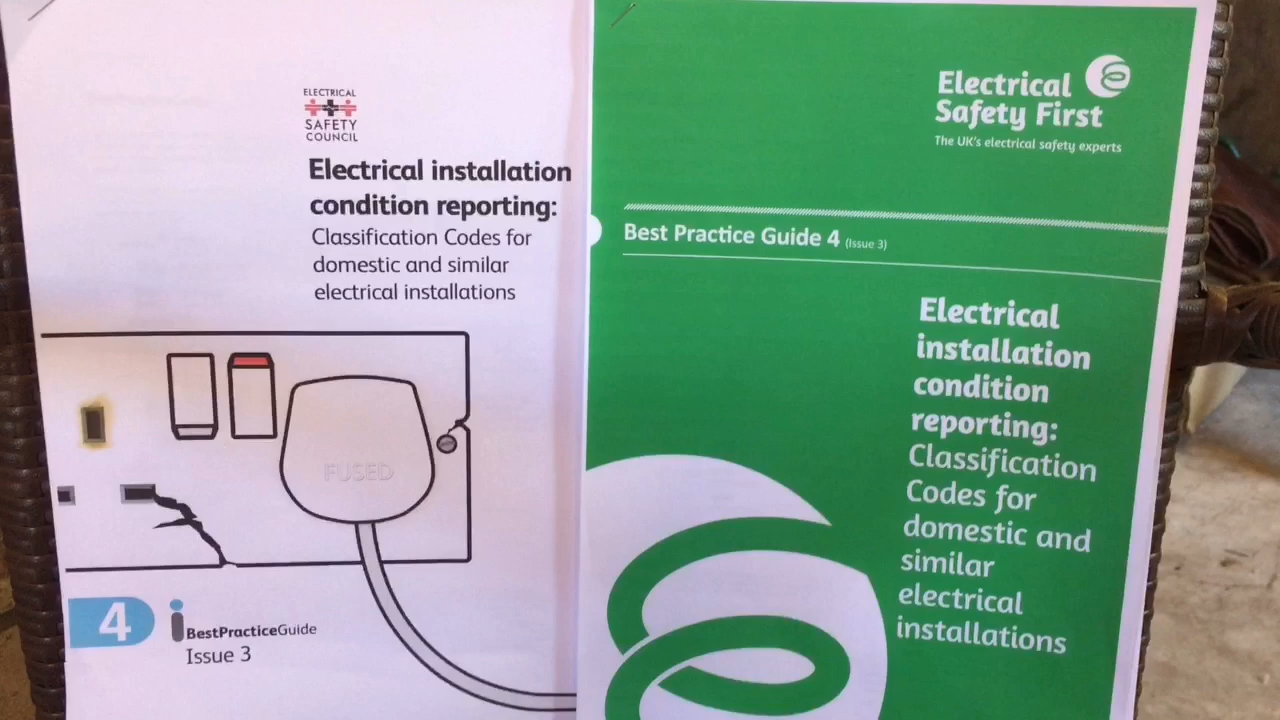 ELECTRICAL
SAFETY
COUNCIL
Electrical installation
condition reporting:
Classification Codes for
domestic and similar
electrical installations
FUSED
4
BestPracticeGuide
Issue 3
Electrical
Safety First
The UK's electrical safety experts
Best Practice Guide 4 (Issue 3)
Electrical
installation
condition
reporting:
Classification
Codes for
domestic and
similar
electrical
installations